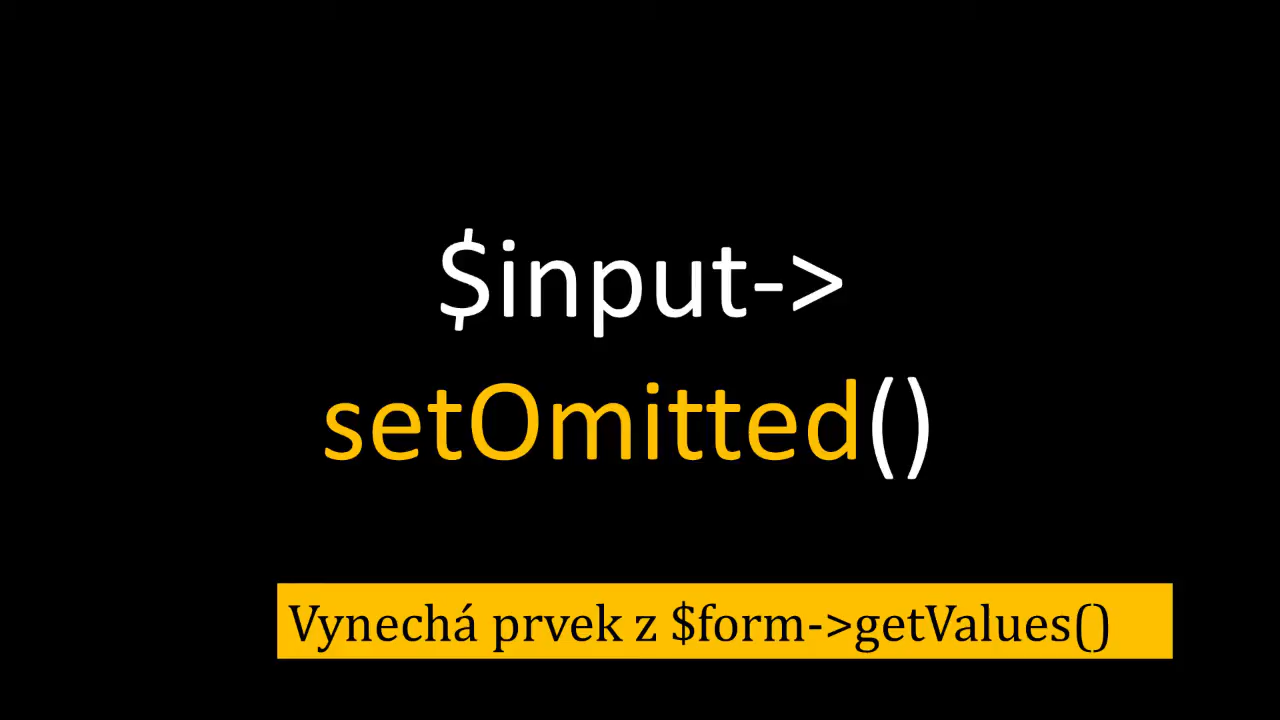 $input->
setOmitted()
Vynechá prvek z $form->getValues()